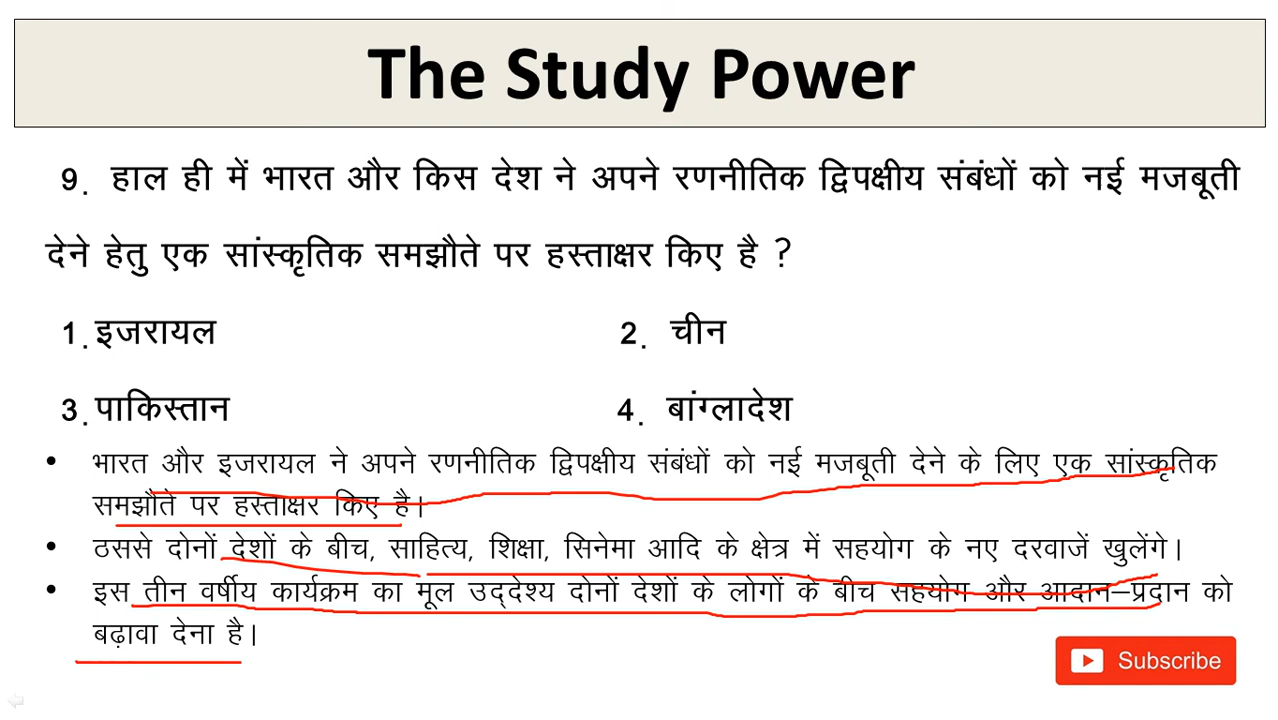 The Study Power
9. हाल ही में भारत और किस देश ने अपने रणनीतिक द्विपक्षीय संबंधों को नई मजबूती
देने हेतु एक सांस्कृतिक समझौते पर हस्ताक्षर किए है ?
1. इजरायल 2. चीन
3. पाकिस्तान 4. बांग्लादेश
• भारत और इजरायल ने अपने रणनीतिक द्विपक्षीय संबंधों को नई मजबूती देने के लिए एक सांस्कृतिक
समझौते पर हस्ताक्षर किए है।
• ठससे दोनों देशों के बीच, साहित्य, शिक्षा, सिनेमा आदि के क्षेत्र में सहयोग के नए दरवाजें खुलेंगे।
• इस तीन वर्षीय कार्यक्रम का मूल उद्देश्य दोनों देशों के लोगों के बीच सहयोग और आदान–प्रदान को
बढ़ावा देना है।
Subscribe